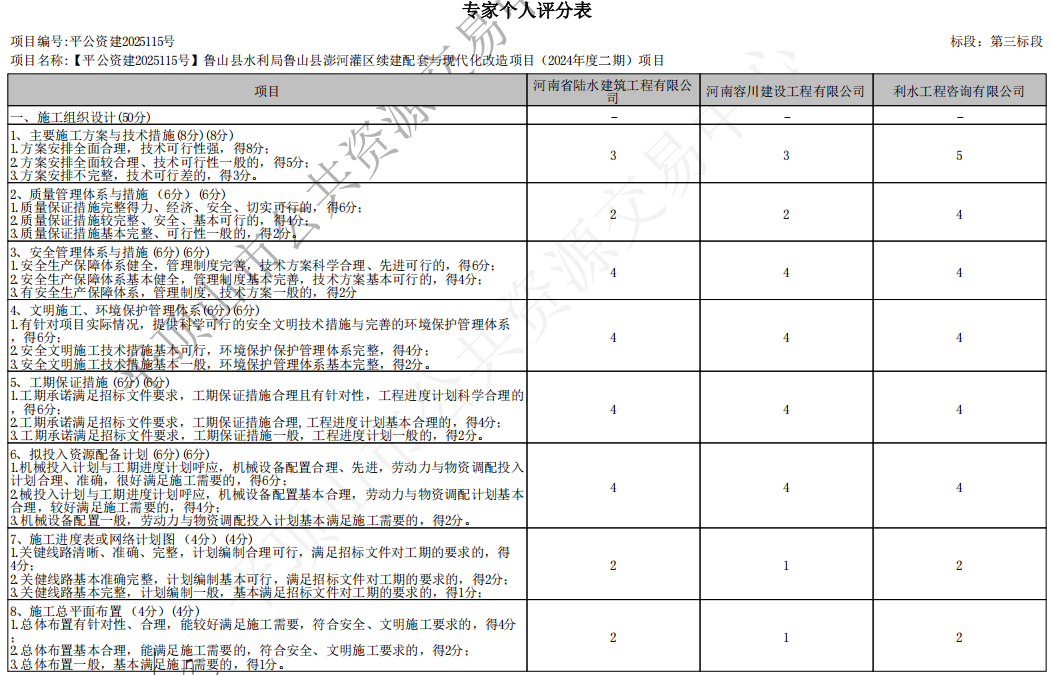 专家个人评分表
项目编号:平公资建2025115号
标段：第三标段
项目名称:【平公资建2025115号】鲁山县水利局鲁山县澎河灌区续建配套与现代化改造项目（2024年度二期）项目
项目
河南省陆水建筑工程有限公
司
河南容川建设工程有限公司
利水工程咨询有限公司
一、施工组织设计(50分)
－
－
－
1、主要施工方案与技术措施(8分)(8分)
1.方案安排全面合理，技术可行性强，得8分；
2.方案安排全面较合理、技术可行性一般的，得5分；
3.方案安排不完整，技术可行差的，得3分。
3
3
5
2、质量管理体系与措施（6分）(6分)
1.质量保证措施完整得力、经济、安全、切实可行的，得6分；
2.质量保证措施较完整、安全、基本可行的，得4分；
3.质量保证措施基本完整、可行性一般的，得2分。
2
2
4
3、安全管理体系与措施(6分)(6分)
1.安全生产保障体系健全，管理制度完善，技术方案科学合理、先进可行的，得6分；
2.安全生产保障体系基本健全，管理制度基本完善，技术方案基本可行的，得4分；
3.有安全生产保障体系，管理制度，技术方案一般的，得2分
4
4
4
4、文明施工、环境保护管理体系(6分)(6分)
1.有针对项目实际情况，提供科学可行的安全文明技术措施与完善的环境保护管理体系
，得6分；
2.安全文明施工技术措施基本可行，环境保护保护管理体系完整，得4分；
3.安全文明施工技术措施基本一般，环境保护管理体系基本完整，得2分。
4
4
4
5、工期保证措施(6分)(6分)
1.工期承诺满足招标文件要求，工期保证措施合理且有针对性，工程进度计划科学合理的
，得6分；
2.工期承诺满足招标文件要求，工期保证措施合理,工程进度计划基本合理的，得4分；
3.工期承诺满足招标文件要求，工期保证措施一般，工程进度计划一般的，得2分。
4
4
4
6、拟投入资源配备计划(6分)(6分)
1.机械投入计划与工期进度计划呼应，机械设备配置合理、先进，劳动力与物资调配投入
计划合理、准确，很好满足施工需要的，得6分；
2.械投入计划与工期进度计划呼应，机械设备配置基本合理，劳动力与物资调配计划基本
合理，较好满足施工需要的，得4分；
3.机械设备配置一般，劳动力与物资调配投入计划基本满足施工需要的，得2分。
4
4
4
7、施工进度表或网络计划图（4分）(4分)
1.关键线路清晰、准确、完整，计划编制合理可行，满足招标文件对工期的要求的，得
4分；
2.关健线路基本准确完整，计划编制基本可行，满足招标文件对工期的要求的，得2分；
3.关健线路基本完整，计划编制一般，基本满足招标文件对工期的要求的，得1分；
2
1
2
8、施工总平面布置（4分）(4分)
1.总体布置有针对性、合理，能较好满足施工需要，符合安全、文明施工要求的，得4分
；
2.总体布置基本合理，能满足施工需要的，符合安全、文明施工要求的，得2分；
3.总体布置一般，基本满足施工需要的，得1分。
2
1
2
平顶山市公共资源交易中心
平顶山市公共资源交易中心